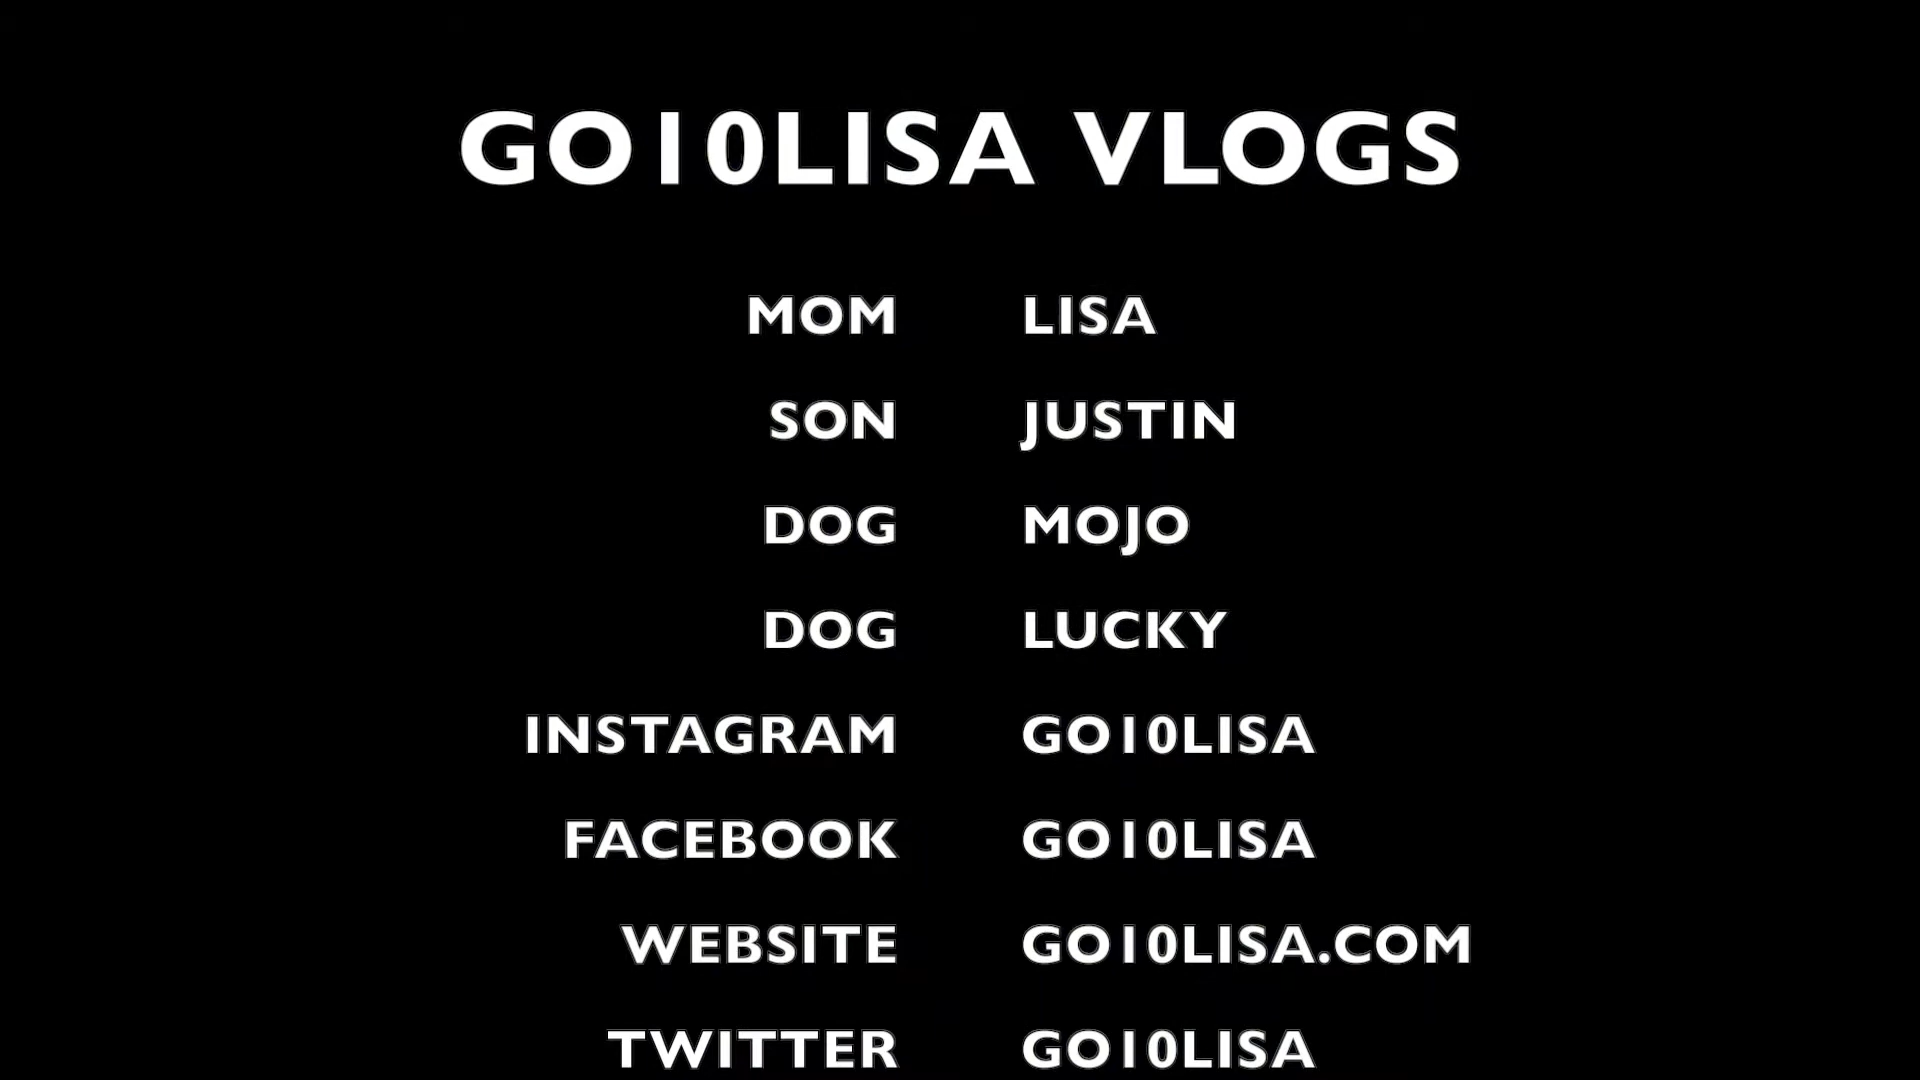 GO10LISA VLOGS
MOM LISA
SON JUSTIN
DOG MOJO
DOG LUCKY
INSTAGRAM GO10LISA
FACEBOOK GO10LISA
WEBSITE GO10LISA.COM
TWITTER GO10LISA